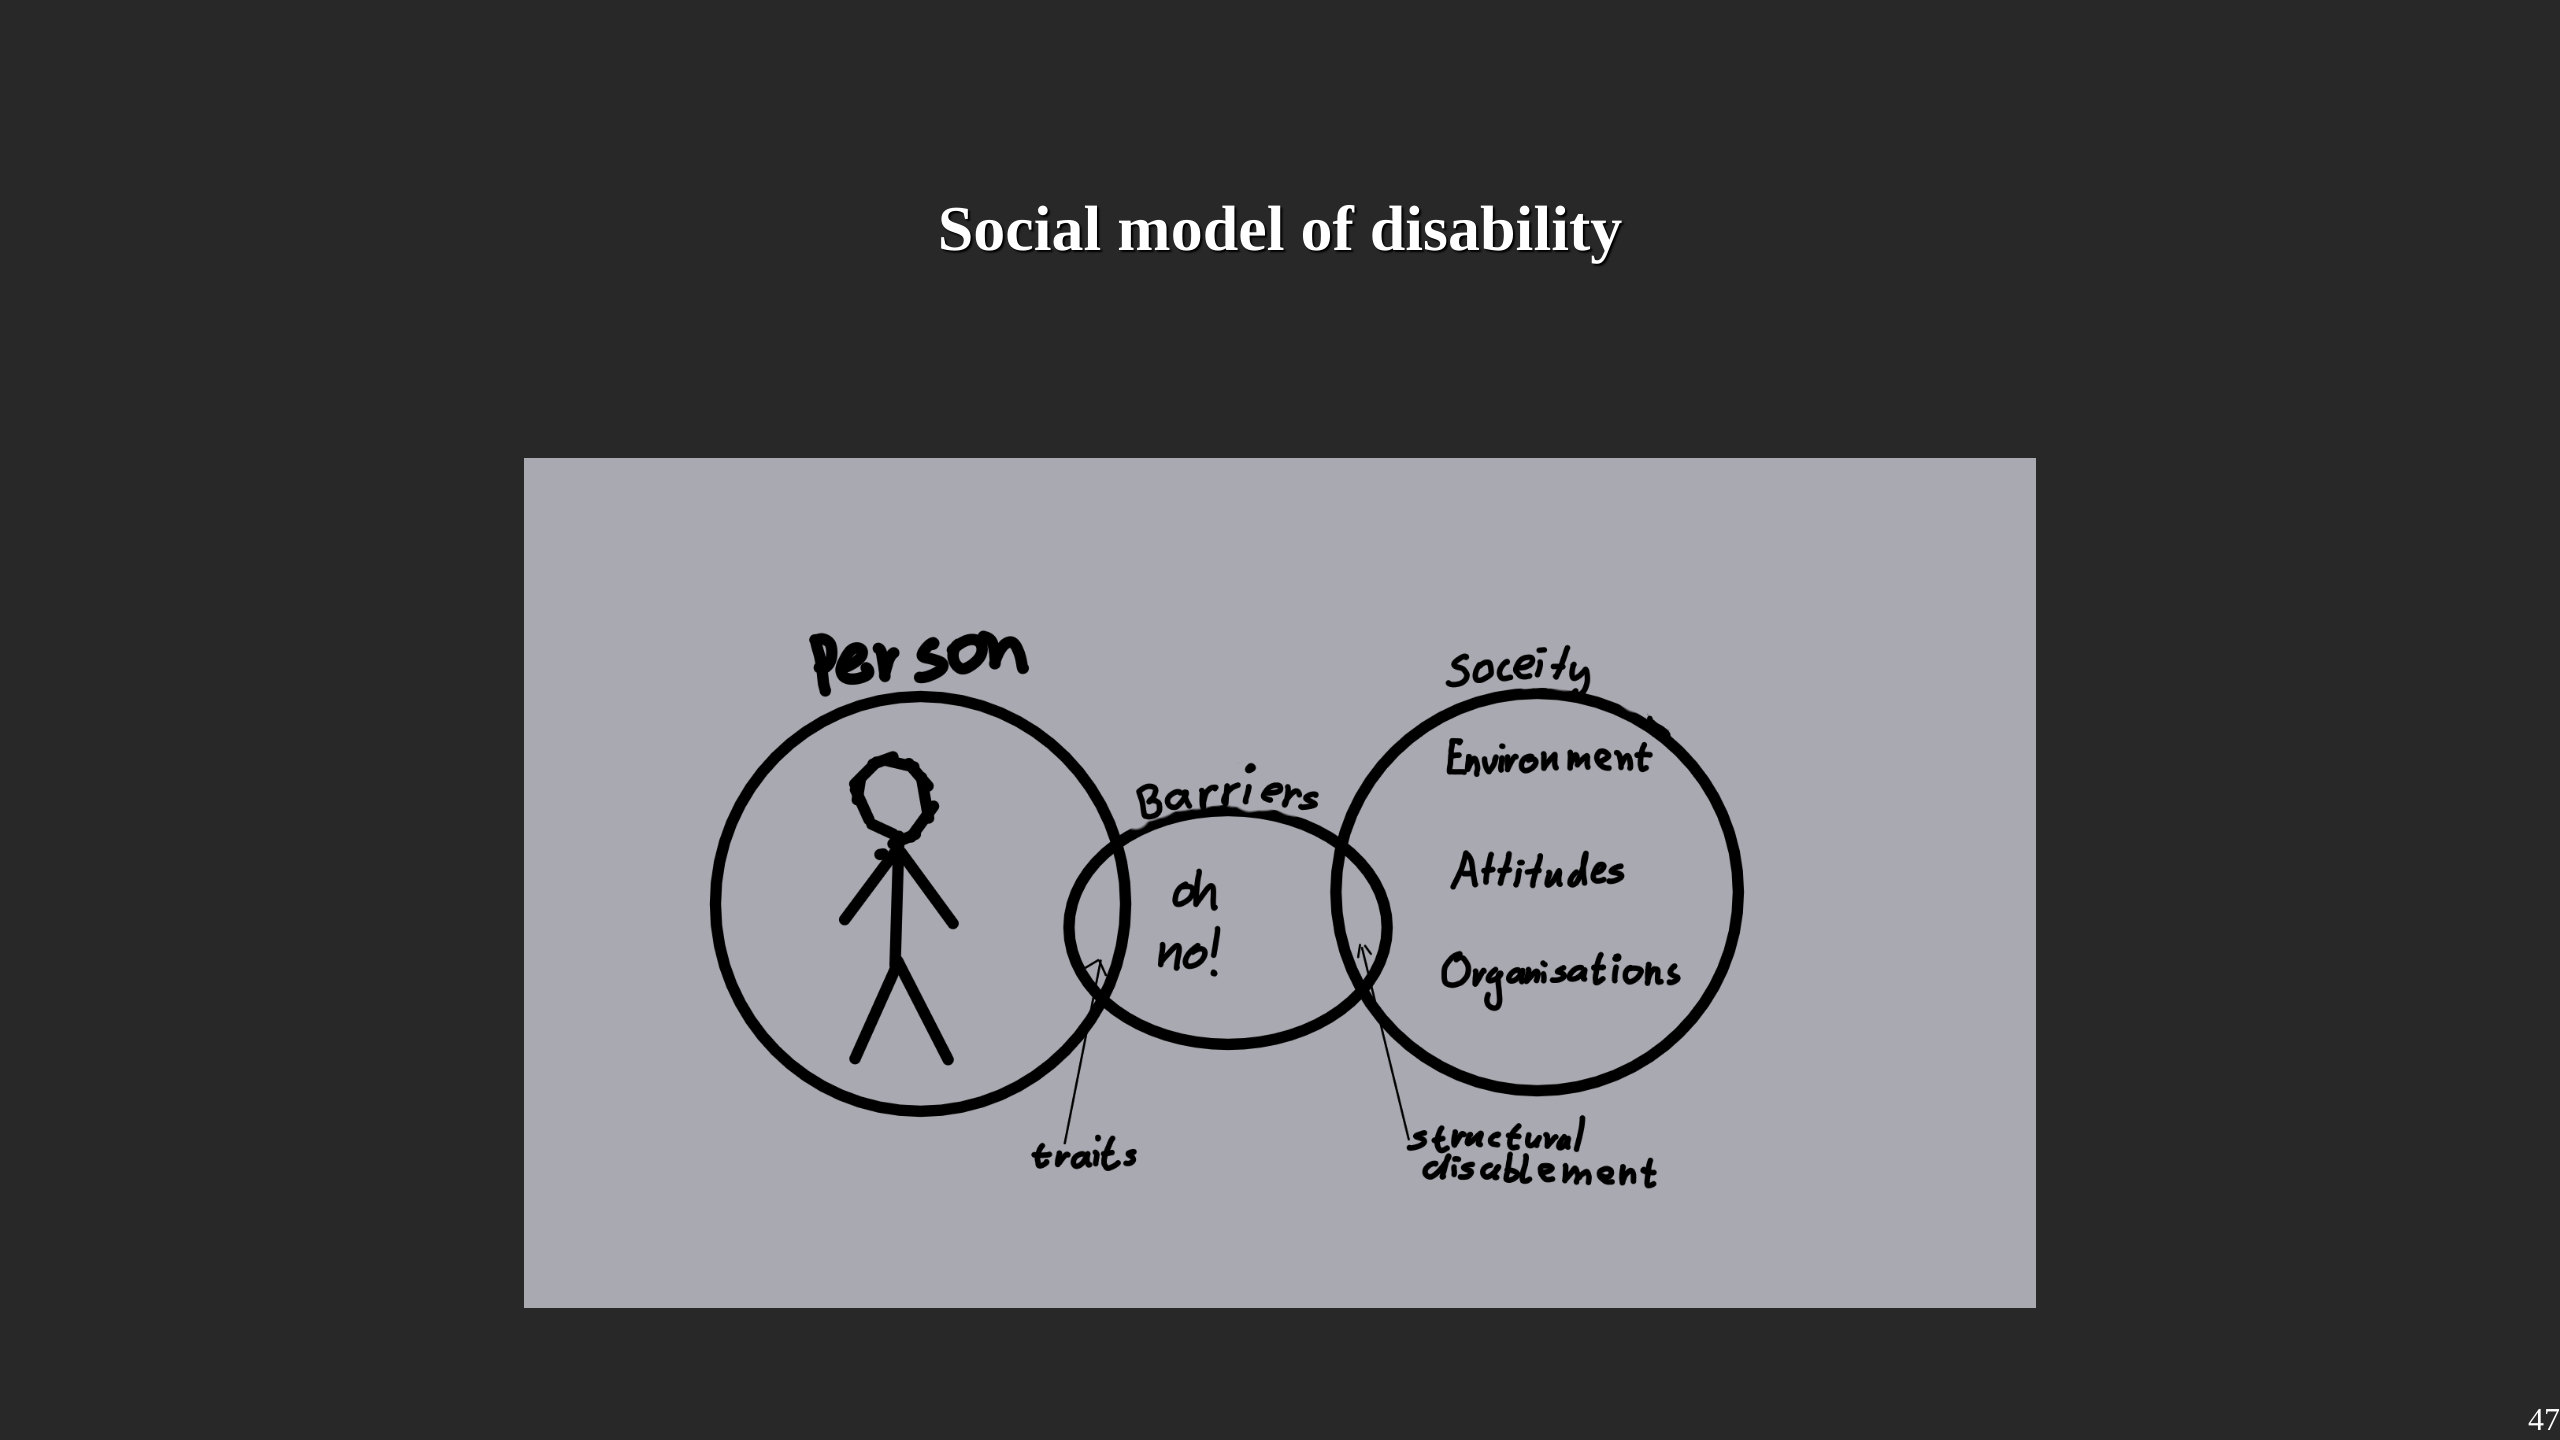 Social model of disability
Person
Soceity
Environment
Barriers
Attitudes
oh
no!
Organisations
traits
structural
disablement
47